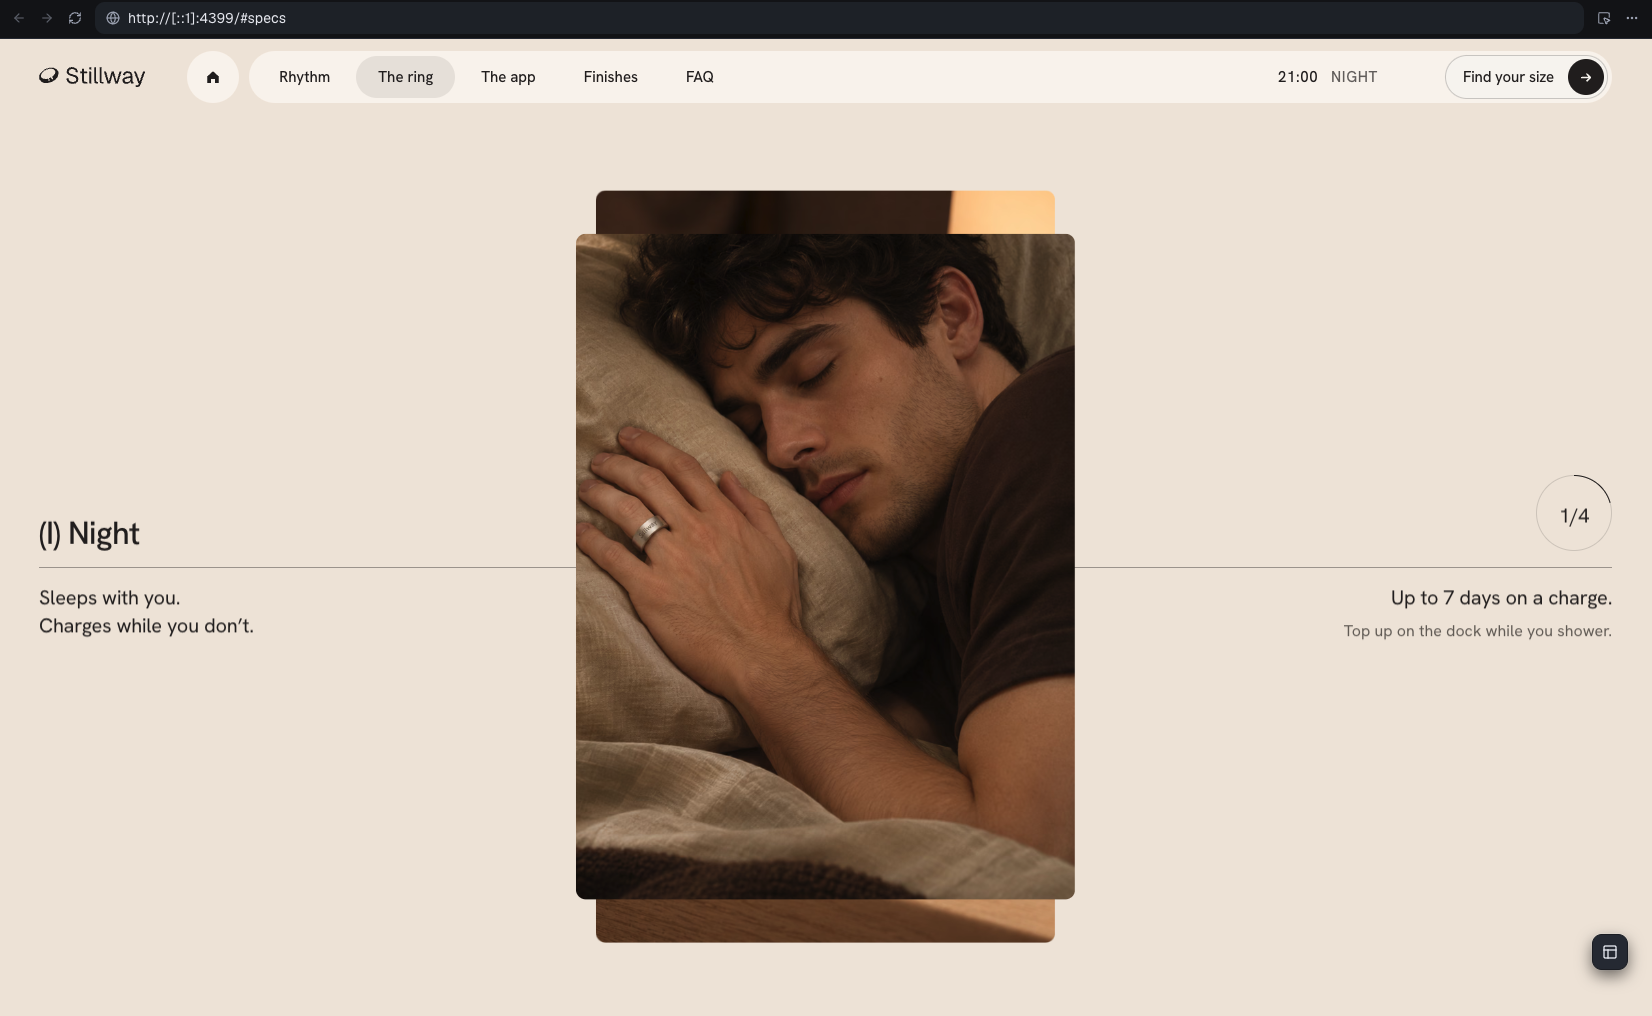 http://[::1]:4399/#specs
Stillway
Rhythm
The ring
The app
Finishes
FAQ
21:00 NIGHT
Find your size
(I) Night
1/4
Sleeps with you.
Charges while you don’t.
Up to 7 days on a charge.
Top up on the dock while you shower.